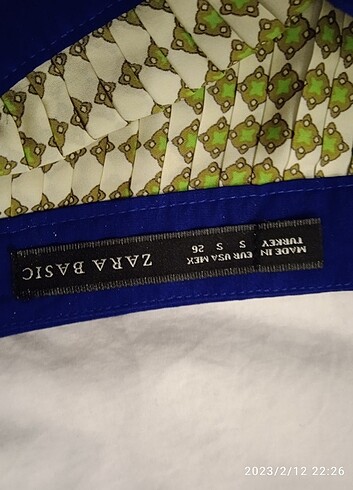 ZARA BASIC
EUR USA MEX
S S 26
MADE IN
TURKEY
2023/2/12 22:26